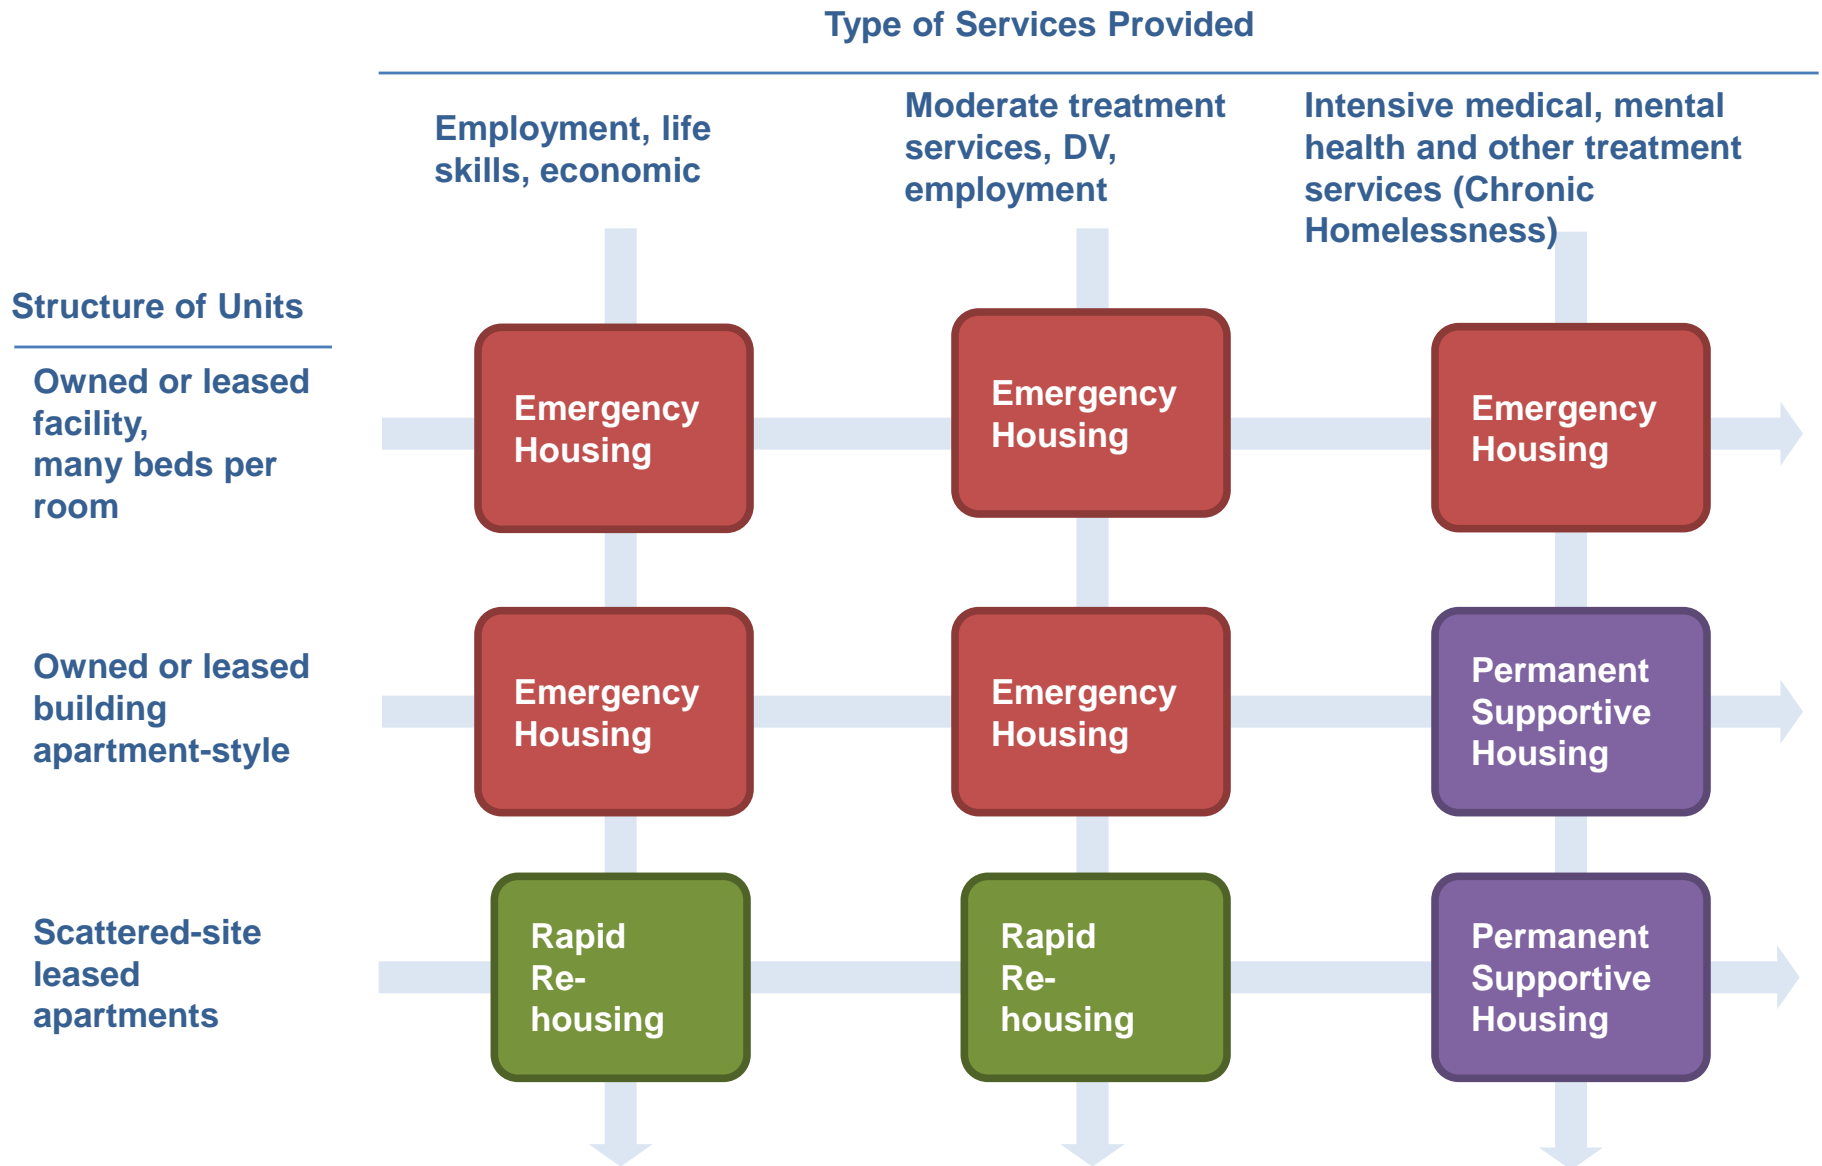 Type of Services Provided
Employment, life
skills, economic
Moderate treatment
services, DV,
employment
Intensive medical, mental
health and other treatment
services (Chronic
Homelessness)
Structure of Units
Owned or leased
facility,
many beds per
room
Emergency
Housing
Emergency
Housing
Emergency
Housing
Owned or leased
building
apartment-style
Emergency
Housing
Emergency
Housing
Permanent
Supportive
Housing
Scattered-site
leased
apartments
Rapid
Re-
housing
Rapid
Re-
housing
Permanent
Supportive
Housing